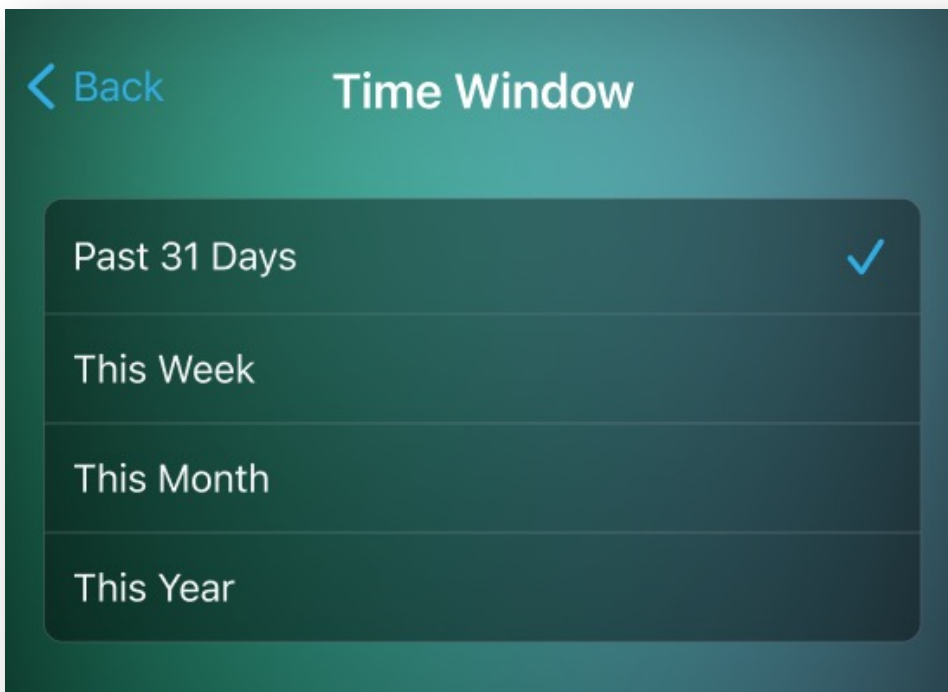 Back
Time Window
Past 31 Days
This Week
This Month
This Year